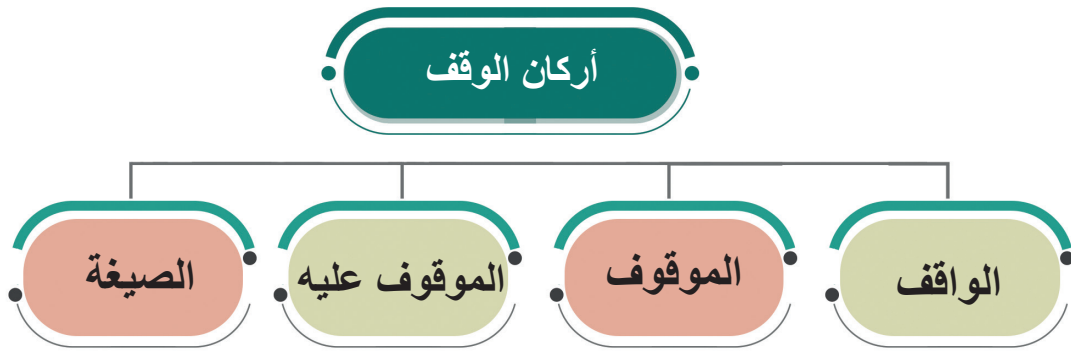 أركان الوقف
الواقف
الموقوف
الموقوف عليه
الصيغة